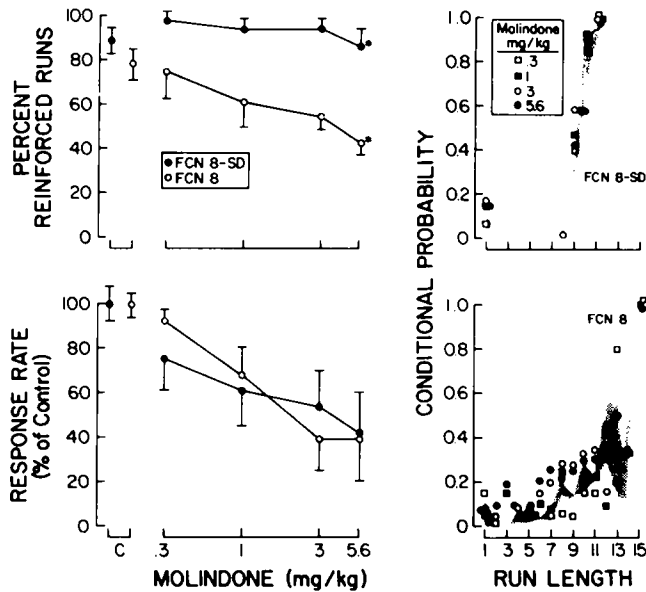 PERCENT
REINFORCED RUNS
100
80
60
40
20
0
FCN 8-SD
FCN 8
*
*
RESPONSE RATE
(% of Control)
100
80
60
40
20
0
C
.3
1
3
5.6
MOLINDONE (mg/kg)
CONDITIONAL PROBABILITY
1.0
0.8
0.6
0.4
0.2
0
Molindone
mg/kg
.3
1
3
5.6
FCN 8-SD
1.0
0.8
0.6
0.4
0.2
0
FCN 8
1 3 5 7 9 11 13 15
RUN LENGTH